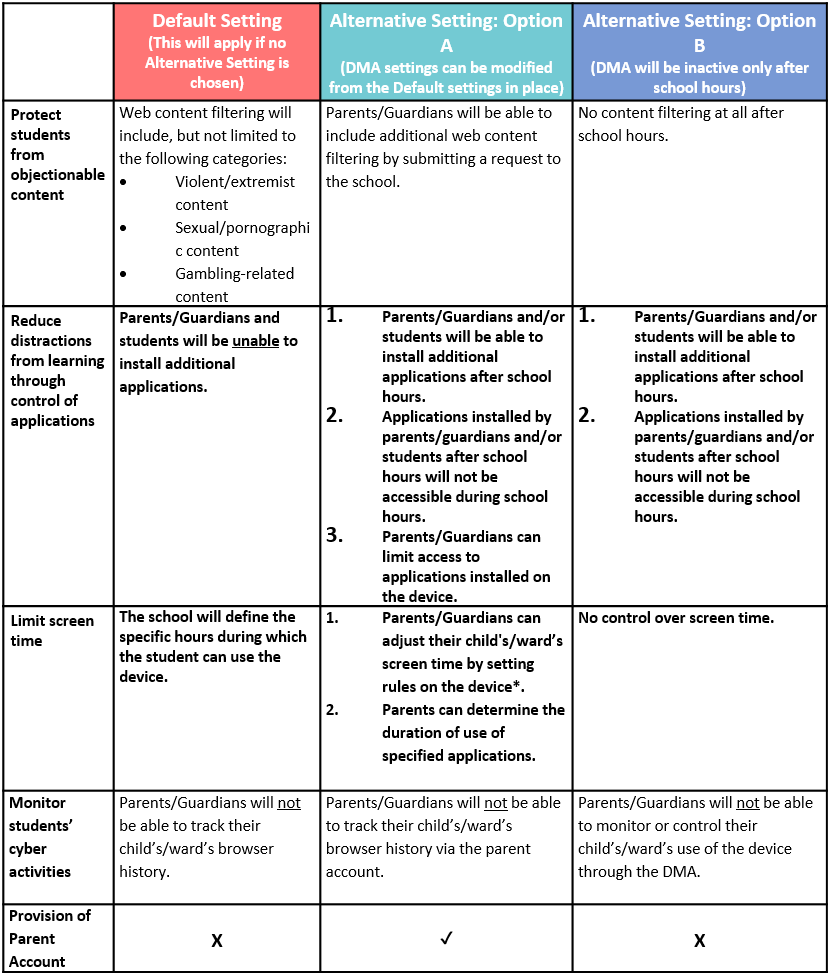 Default Setting
(This will apply if no
Alternative Setting is
chosen)
Alternative Setting: Option
A
(DMA settings can be modified
from the Default settings in place)
Alternative Setting: Option
B
(DMA will be inactive only after
school hours)
Protect
students
from
objectionable
content
Web content filtering will
include, but not limited to
the following categories:
• Violent/extremist
content
• Sexual/pornographi
c content
• Gambling-related
content
Parents/Guardians will be able to
include additional web content
filtering by submitting a request to
the school.
No content filtering at all after
school hours.
Reduce
distractions
from learning
through
control of
applications
Parents/Guardians and
students will be unable to
install additional
applications.
1. Parents/Guardians and/or
students will be able to
install additional
applications after school
hours.
2. Applications installed by
parents/guardians and/or
students after school
hours will not be
accessible during school
hours.
3. Parents/Guardians can
limit access to
applications installed on
the device.
1. Parents/Guardians and/or
students will be able to
install additional
applications after school
hours.
2. Applications installed by
parents/guardians and/or
students after school
hours will not be
accessible during school
hours.
Limit screen
time
The school will define the
specific hours during which
the student can use the
device.
1. Parents/Guardians can
adjust their child's/ward’s
screen time by setting
rules on the device*.
2. Parents can determine the
duration of use of
specified applications.
No control over screen time.
Monitor
students’
cyber
activities
Parents/Guardians will not
be able to track their
child’s/ward’s browser
history.
Parents/Guardians will not be able
to track their child’s/ward’s
browser history via the parent
account.
Parents/Guardians will not be able
to monitor or control their
child’s/ward’s use of the device
through the DMA.
Provision of
Parent
Account
X
✓
X